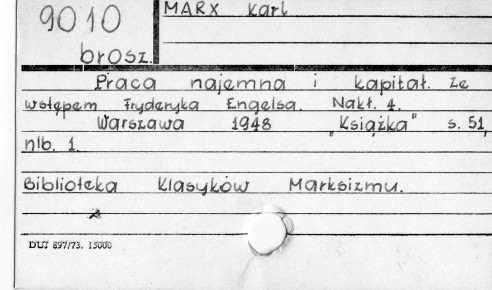 9010
brosz.
MARX Karl
Praca najemna i kapitał. Ze
wstępem Fryderyka Engelsa. Nakł. 4.
Warszawa 1948 „Książka" s. 51,
nlb. 1.
Biblioteka Klasyków Marksizmu.
DUJ 897/73. 15000